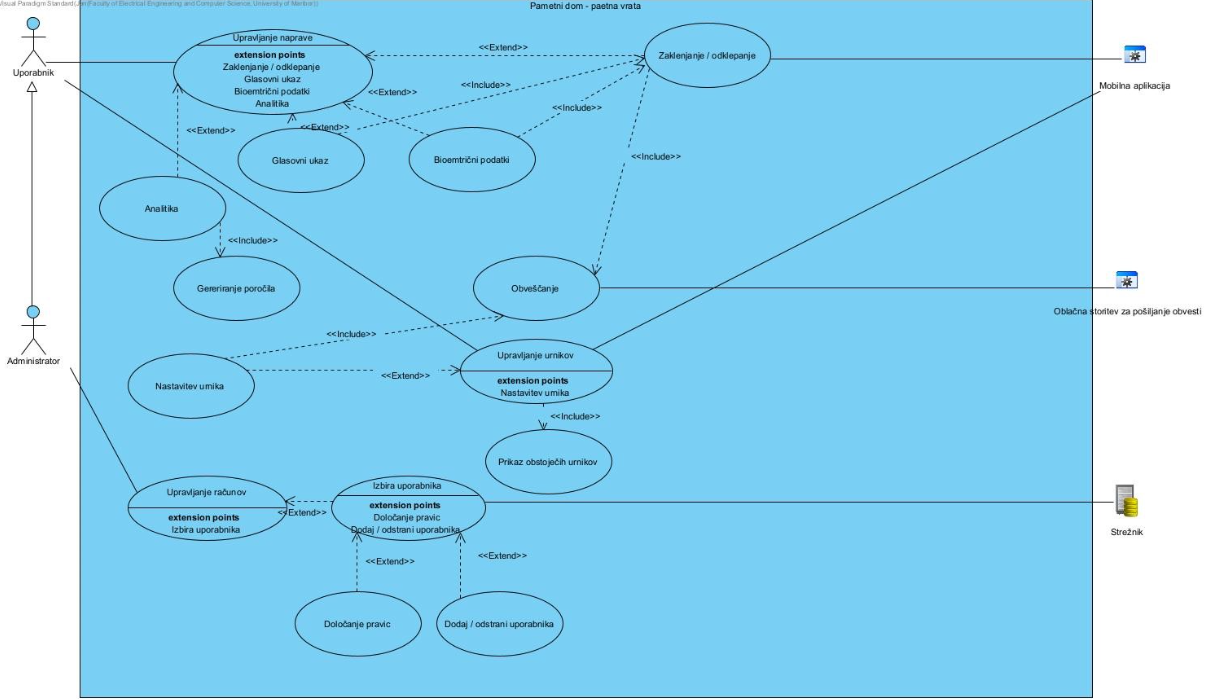 Visual Paradigm Standard(Jan(Faculty of Electrical Engineering and Computer Science, University of Maribor))
Pametni dom - paetna vrata
Uporabnik
Upravljanje naprave
extension points
Zaklenjanje / odklepanje
Glasovni ukaz
Bioemtrični podatki
Analitika
<<Extend>>
Zaklenjanje / odklepanje
Mobilna aplikacija
<<Include>>
<<Extend>>
<<Include>>
<<Extend>>
<<Extend>>
Glasovni ukaz
Bioemtrični podatki
<<Include>>
Analitika
<<Include>>
Gereriranje poročila
Obveščanje
Oblačna storitev za pošiljanje obvesti
Administrator
<<Include>>
Nastavitev urnika
<<Extend>>
Upravljanje urnikov
extension points
Nastavitev urnika
<<Include>>
Prikaz obstoječih urnikov
Upravljanje računov
extension points
Izbira uporabnika
<<Extend>>
Izbira uporabnika
extension points
Določanje pravic
Dodaj / odstrani uporabnika
Strežnik
<<Extend>>
<<Extend>>
Določanje pravic
Dodaj / odstrani uporabnika